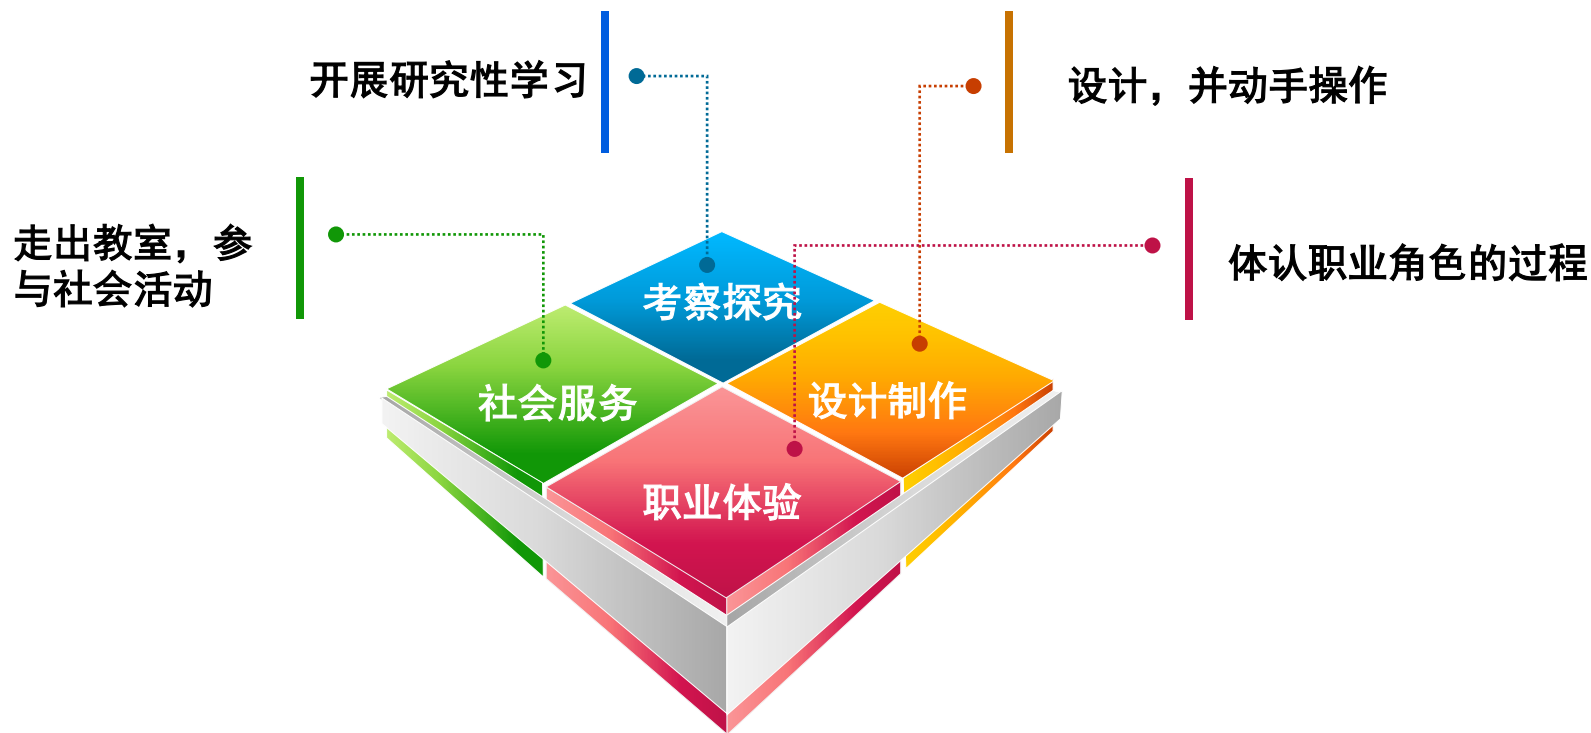 开展研究性学习
设计，并动手操作
走出教室，参
与社会活动
体认职业角色的过程
考察探究
社会服务
设计制作
职业体验